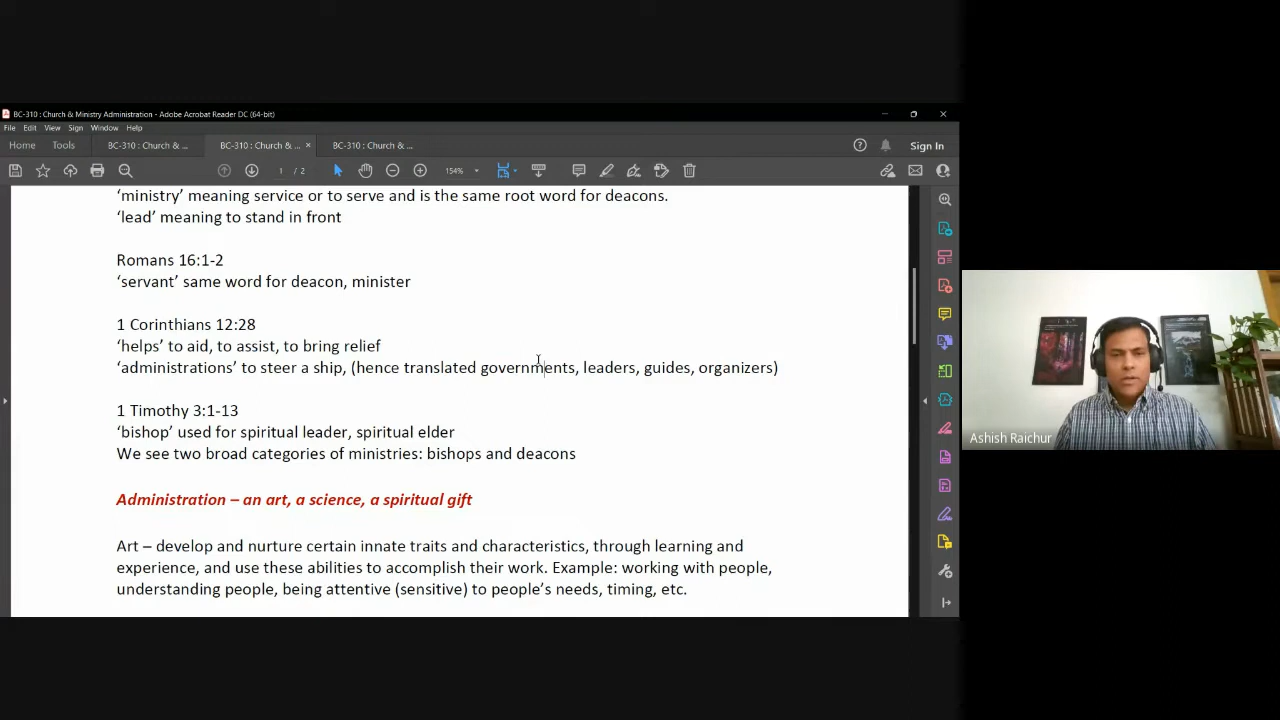 BC-310 : Church & Ministry Administration - Adobe Acrobat Reader DC (64-bit)
File Edit View Sign Window Help
Home Tools BC-310 : Church & ... BC-310 : Church & ... × BC-310 : Church & ... Sign In
1 / 2 154%
‘ministry’ meaning service or to serve and is the same root word for deacons.
‘lead’ meaning to stand in front
Romans 16:1-2
‘servant’ same word for deacon, minister
1 Corinthians 12:28
‘helps’ to aid, to assist, to bring relief
‘administrations’ to steer a ship, (hence translated governments, leaders, guides, organizers)
1 Timothy 3:1-13
‘bishop’ used for spiritual leader, spiritual elder
We see two broad categories of ministries: bishops and deacons
Administration – an art, a science, a spiritual gift
Art – develop and nurture certain innate traits and characteristics, through learning and
experience, and use these abilities to accomplish their work. Example: working with people,
understanding people, being attentive (sensitive) to people’s needs, timing, etc.
Ashish Raichur